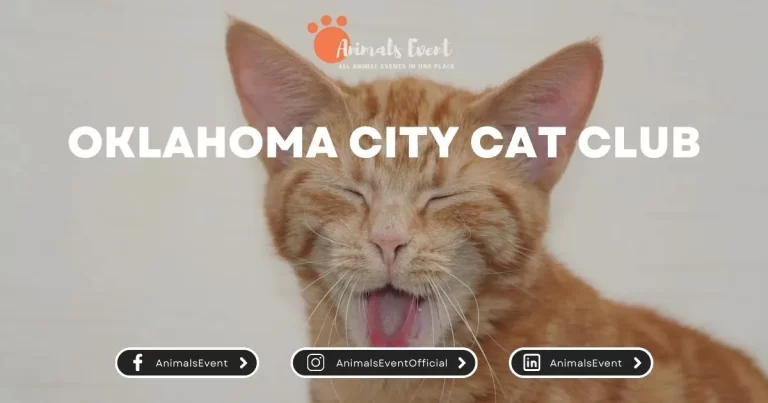 Animals Event
ALL ANIMAL EVENTS IN ONE PLACE
OKLAHOMA CITY CAT CLUB
AnimalsEvent
AnimalsEventOfficial
AnimalsEvent